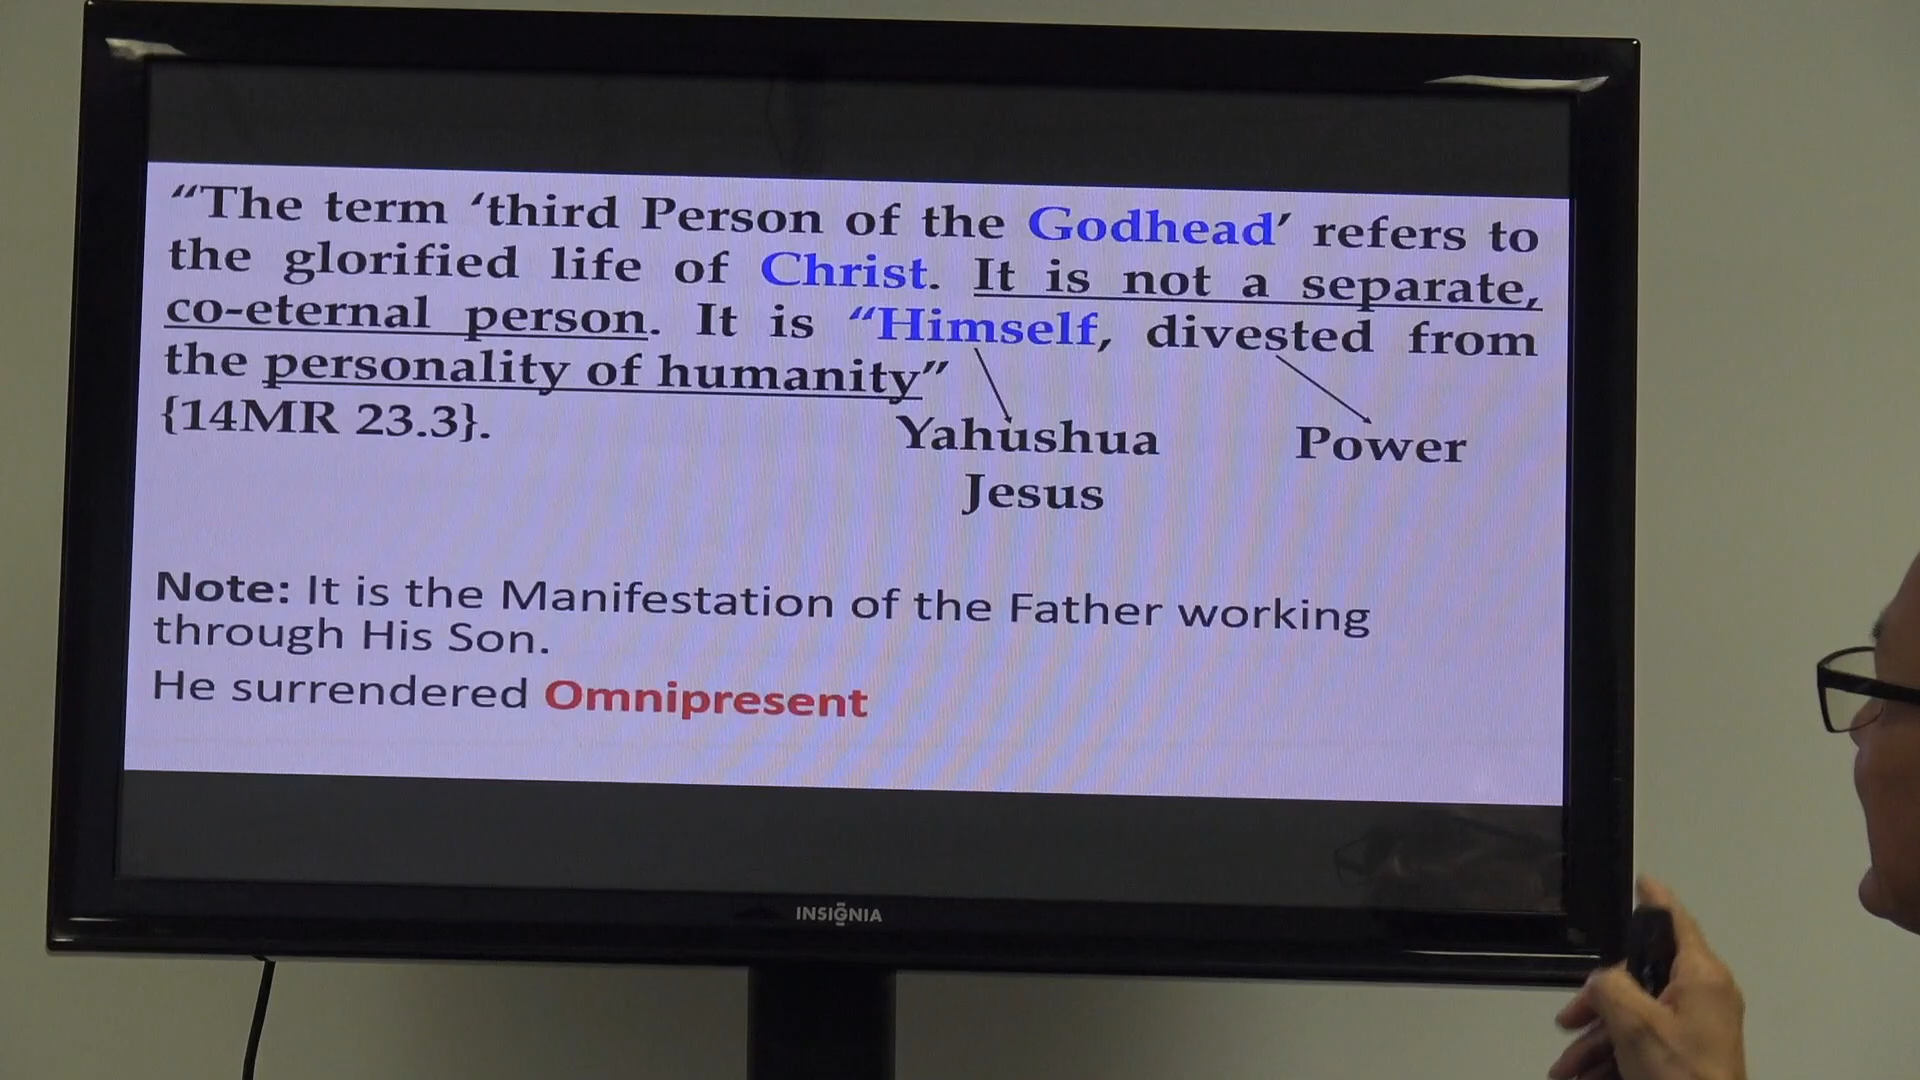 “The term ‘third Person of the Godhead’ refers to
the glorified life of Christ. It is not a separate,
co-eternal person. It is “Himself, divested from
the personality of humanity”
{14MR 23.3}.
Yahushua
Jesus
Power
Note: It is the Manifestation of the Father working
through His Son.
He surrendered Omnipresent
INSIGNIA